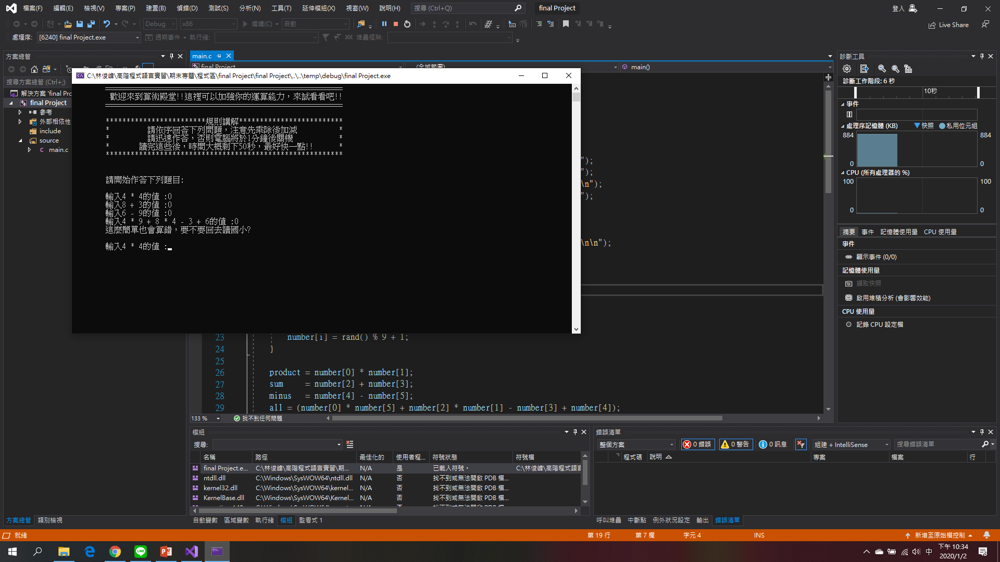 檔案(F) 編輯(E) 檢視(V) 專案(P) 建置(B) 偵錯(D) 測試(S) 分析(N) 工具(T) 延伸模組(X) 視窗(W) 說明(H) 搜尋 (Ctrl+Q) final Project 登入
Debug x86 繼續(C) 自動 Live Share
處理序: [6240] final Project.exe 週期事件 執行緒: 堆疊框架:
方案總管
搜尋方案總管 (Ctrl+;)
解決方案 'final Pro
final Project
參考
外部相依性
include
source
main.c
方案總管 類別檢視
main.c
final Project (全域範圍) main()
C:\林俊峰\高階程式語言實習\期末專題\程式區\final Project\final Project\..\..\temp\debug\final Project.exe
歡迎來到算術殿堂!!這裡可以加強你的運算能力，來試看看吧!!
************************規則講解*************************
* 請依序回答下列問題，注意先乘除後加減 *
* 請迅速作答，否則電腦將於1分鐘後關機 *
* 讀完這些後，時間大概剩下50秒，最好快一點!! *
*********************************************************
請開始作答下列題目:
輸入4 * 4的值 :0
輸入8 + 3的值 :0
輸入6 - 9的值 :0
輸入4 * 9 + 8 * 4 - 3 + 6的值 :0
這麼簡單也會算錯，要不要回去讀國小?
輸入4 * 4的值 :
");
");
\n");
");
\n\n");
23 number[i] = rand() % 9 + 1;
24 }
25
26 product = number[0] * number[1];
27 sum = number[2] + number[3];
28 minus = number[4] - number[5];
29 all = (number[0] * number[5] + number[2] * number[1] - number[3] + number[4]);
133 % 找不到任何問題
診斷工具
診斷工作階段: 6 秒
10秒
事件
處理序記憶體 (KB) 快照 私用位元組
884 884
0 0
CPU (所有處理器的 %)
100 100
0 0
摘要 事件 記憶體使用量 CPU 使用量
事件
顯示事件 (0/0)
記憶體使用量
擷取快照
啟用堆積分析 (會影響效能)
CPU 使用量
記錄 CPU 設定檔
模組
搜尋:
名稱 路徑 最佳化的 使用者程... 符號狀態 符號檔
final Project.e... C:\林俊峰\高階程式語言實習\期... N/A 是 已載入符號。 C:\林俊峰\高階程式語言
ntdll.dll C:\Windows\SysWOW64\ntdll.dll N/A 否 找不到或無法開啟 PDB 檔...
kernel32.dll C:\Windows\SysWOW64\kernel... N/A 否 找不到或無法開啟 PDB 檔...
KernelBase.dll C:\Windows\SysWOW64\Kernel... N/A 否 找不到或無法開啟 PDB 檔...
自動變數 區域變數 執行緒 模組 監看式 1
錯誤清單
整個方案 0 錯誤 0 警告 0 訊息 組建 + IntelliSense 搜尋錯誤清單
程式碼 說明 專案 檔案 行
呼叫堆疊 中斷點 例外狀況設定 輸出 錯誤清單
就緒 第 19 行 第 7 欄 字元 4 INS 新增至原始檔控制
中 下午 10:34
2020/1/2